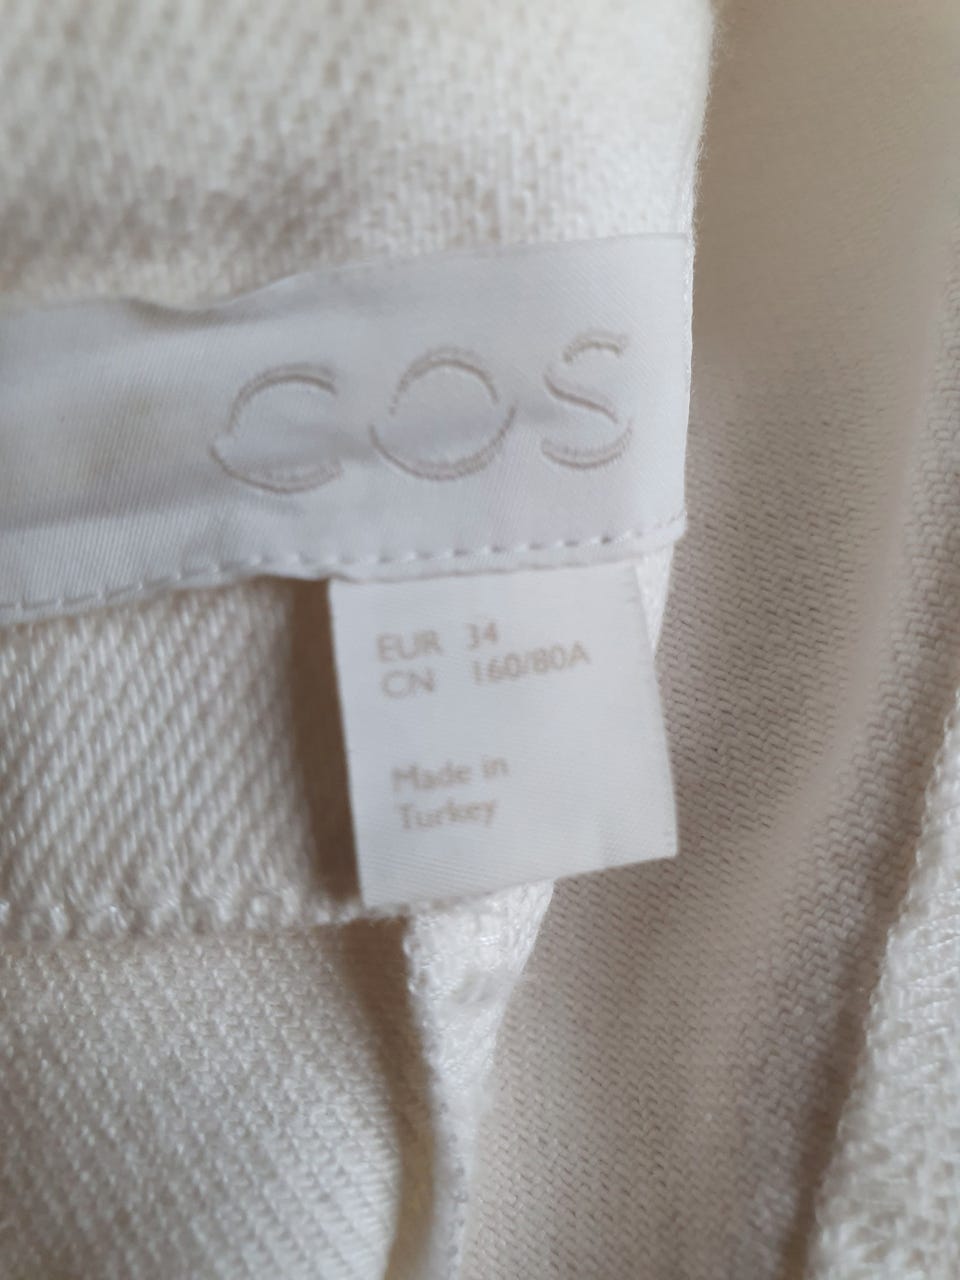 COS
EUR 34
CN 160/80A
Made in
Turkey